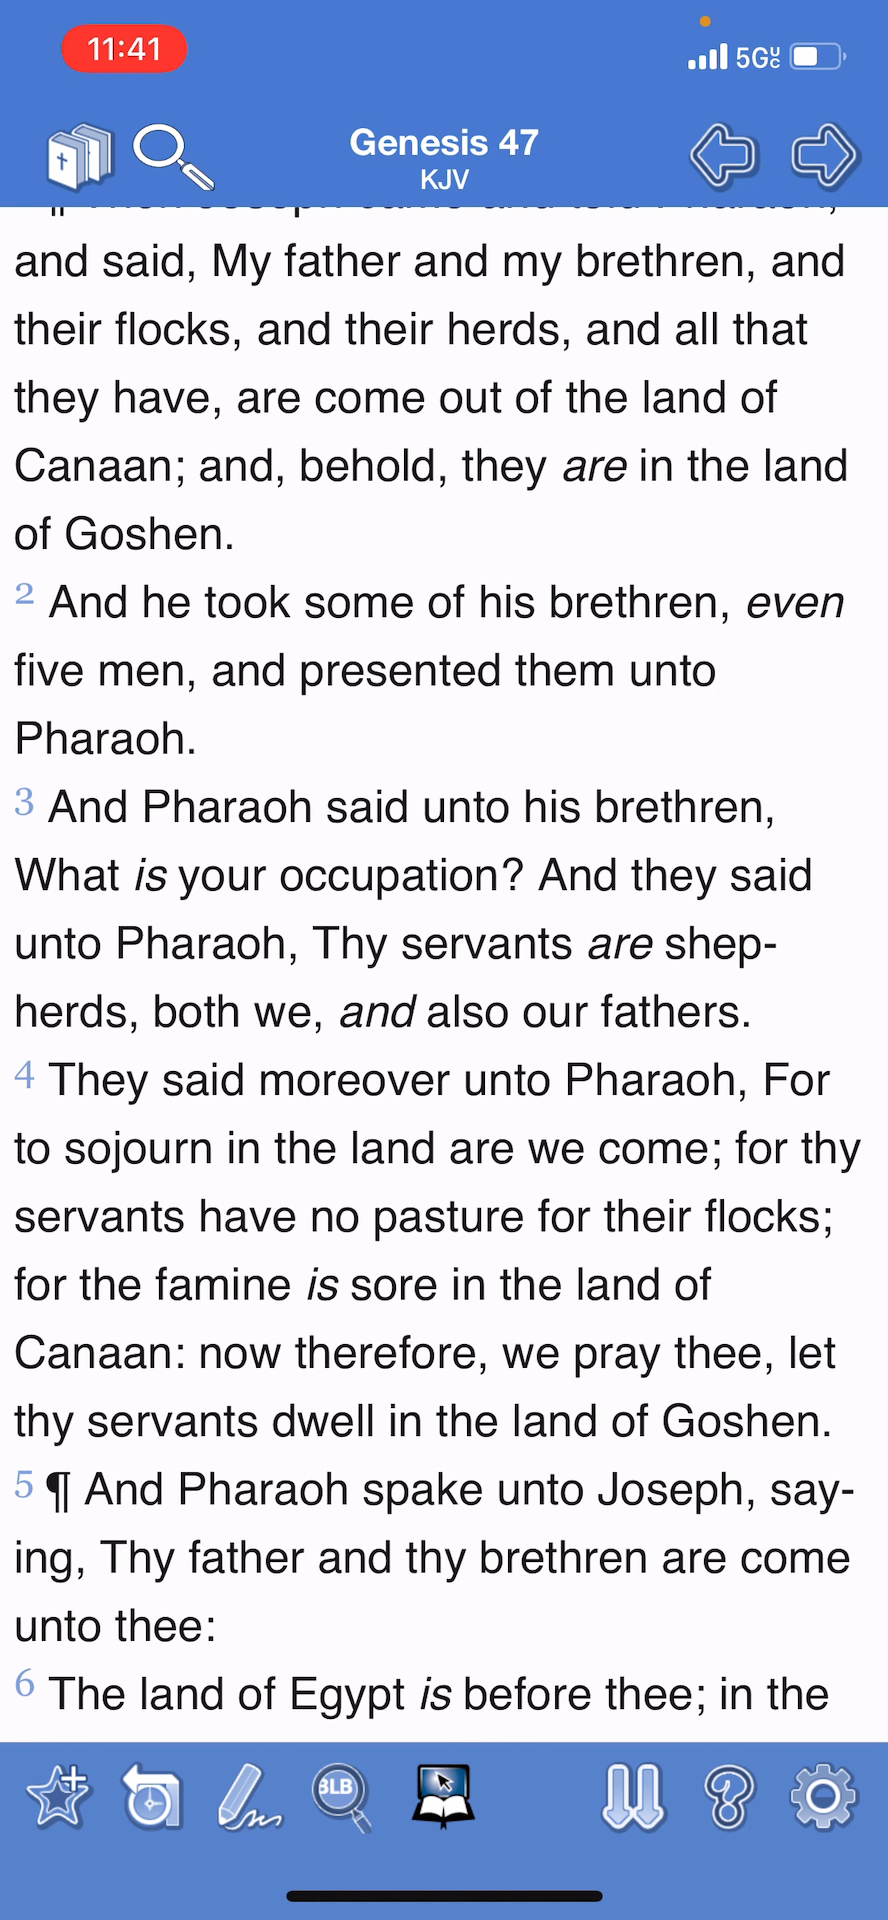 11:41
5G UC
Genesis 47
KJV
and said, My father and my brethren, and
their flocks, and their herds, and all that
they have, are come out of the land of
Canaan; and, behold, they are in the land
of Goshen.
2 And he took some of his brethren, even
five men, and presented them unto
Pharaoh.
3 And Pharaoh said unto his brethren,
What is your occupation? And they said
unto Pharaoh, Thy servants are shep-
herds, both we, and also our fathers.
4 They said moreover unto Pharaoh, For
to sojourn in the land are we come; for thy
servants have no pasture for their flocks;
for the famine is sore in the land of
Canaan: now therefore, we pray thee, let
thy servants dwell in the land of Goshen.
5 ¶ And Pharaoh spake unto Joseph, say-
ing, Thy father and thy brethren are come
unto thee:
6 The land of Egypt is before thee; in the
BLB